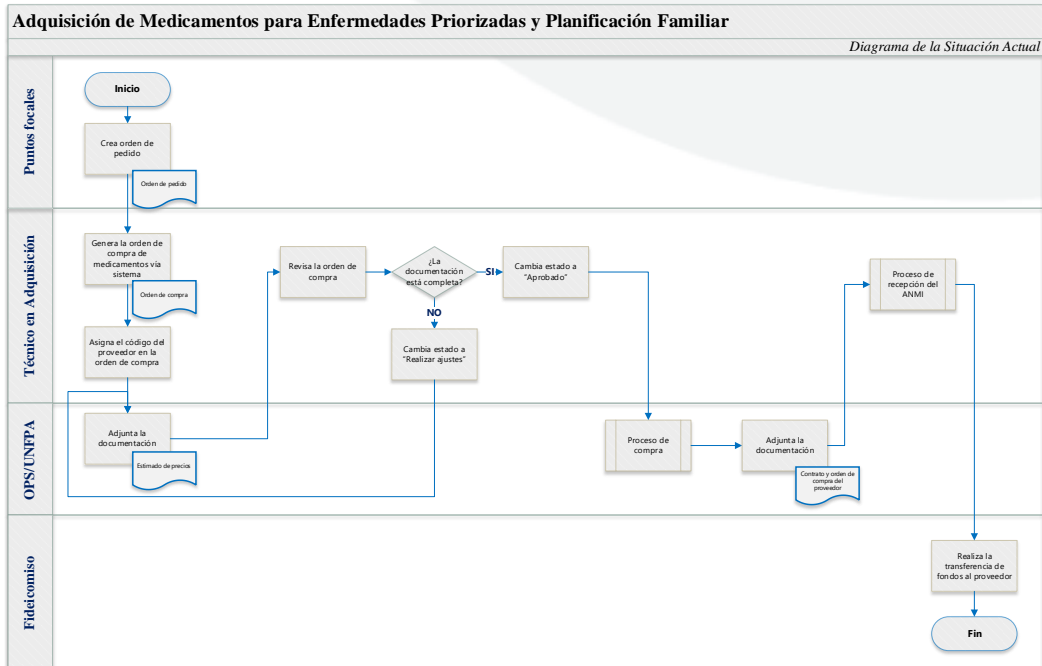 Adquisición de Medicamentos para Enfermedades Priorizadas y Planificación Familiar
Diagrama de la Situación Actual
Puntos focales
Inicio
Crea orden de
pedido
Orden de pedido
Técnico en Adquisición
Genera la orden de
compra de
medicamentos vía
sistema
Orden de compra
Asigna el código del
proveedor en la
orden de compra
Revisa la orden de
compra
¿La
documentación
está completa?
SI
NO
Cambia estado a
"Aprobado"
Cambia estado a
"Realizar ajustes"
Proceso de
recepción del
ANMI
OPS/UNFPA
Adjunta la
documentación
Estimado de precios
Proceso de
compra
Adjunta la
documentación
Contrato y orden de
compra del
proveedor
Fideicomiso
Realiza la
transferencia de
fondos al proveedor
Fin